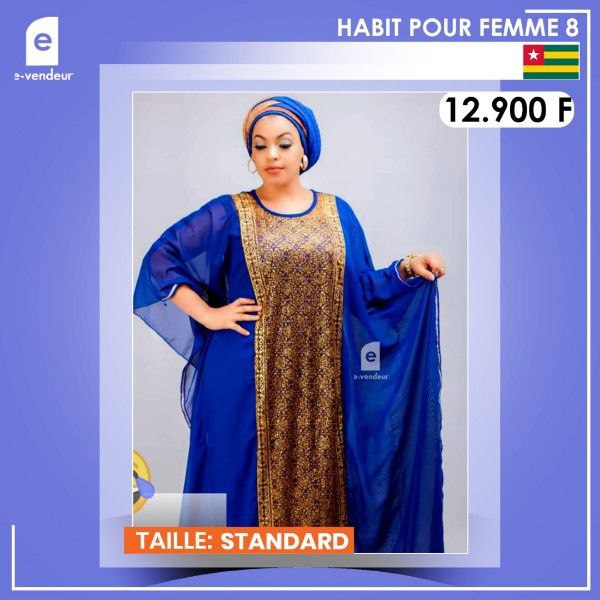 HABIT POUR FEMME 8
e
e-vendeur
12.900 F
e
e-vendeur
TAILLE: STANDARD